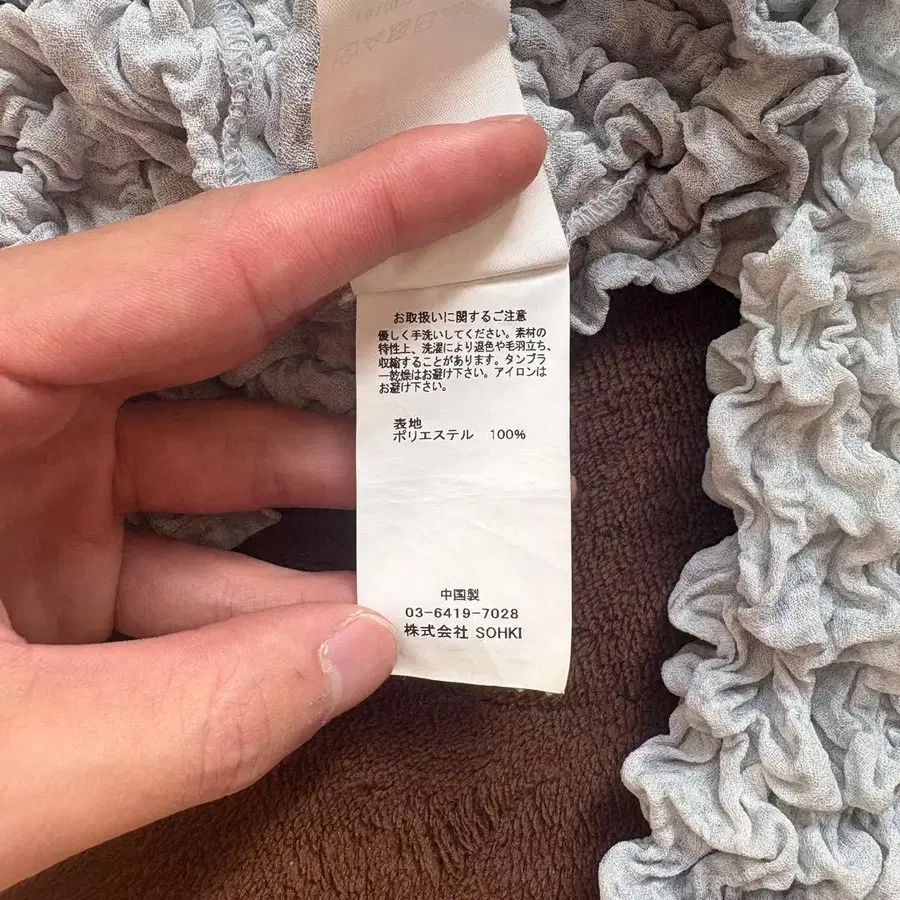 お取扱いに関するご注意
優しく手洗いしてください。素材の
特性上、洗濯により退色や毛羽立ち、
収縮することがあります。タンブラ
ー乾燥はお避け下さい。アイロンは
お避け下さい。
表地
ポリエステル 100%
中国製
03-6419-7028
株式会社 SOHKI